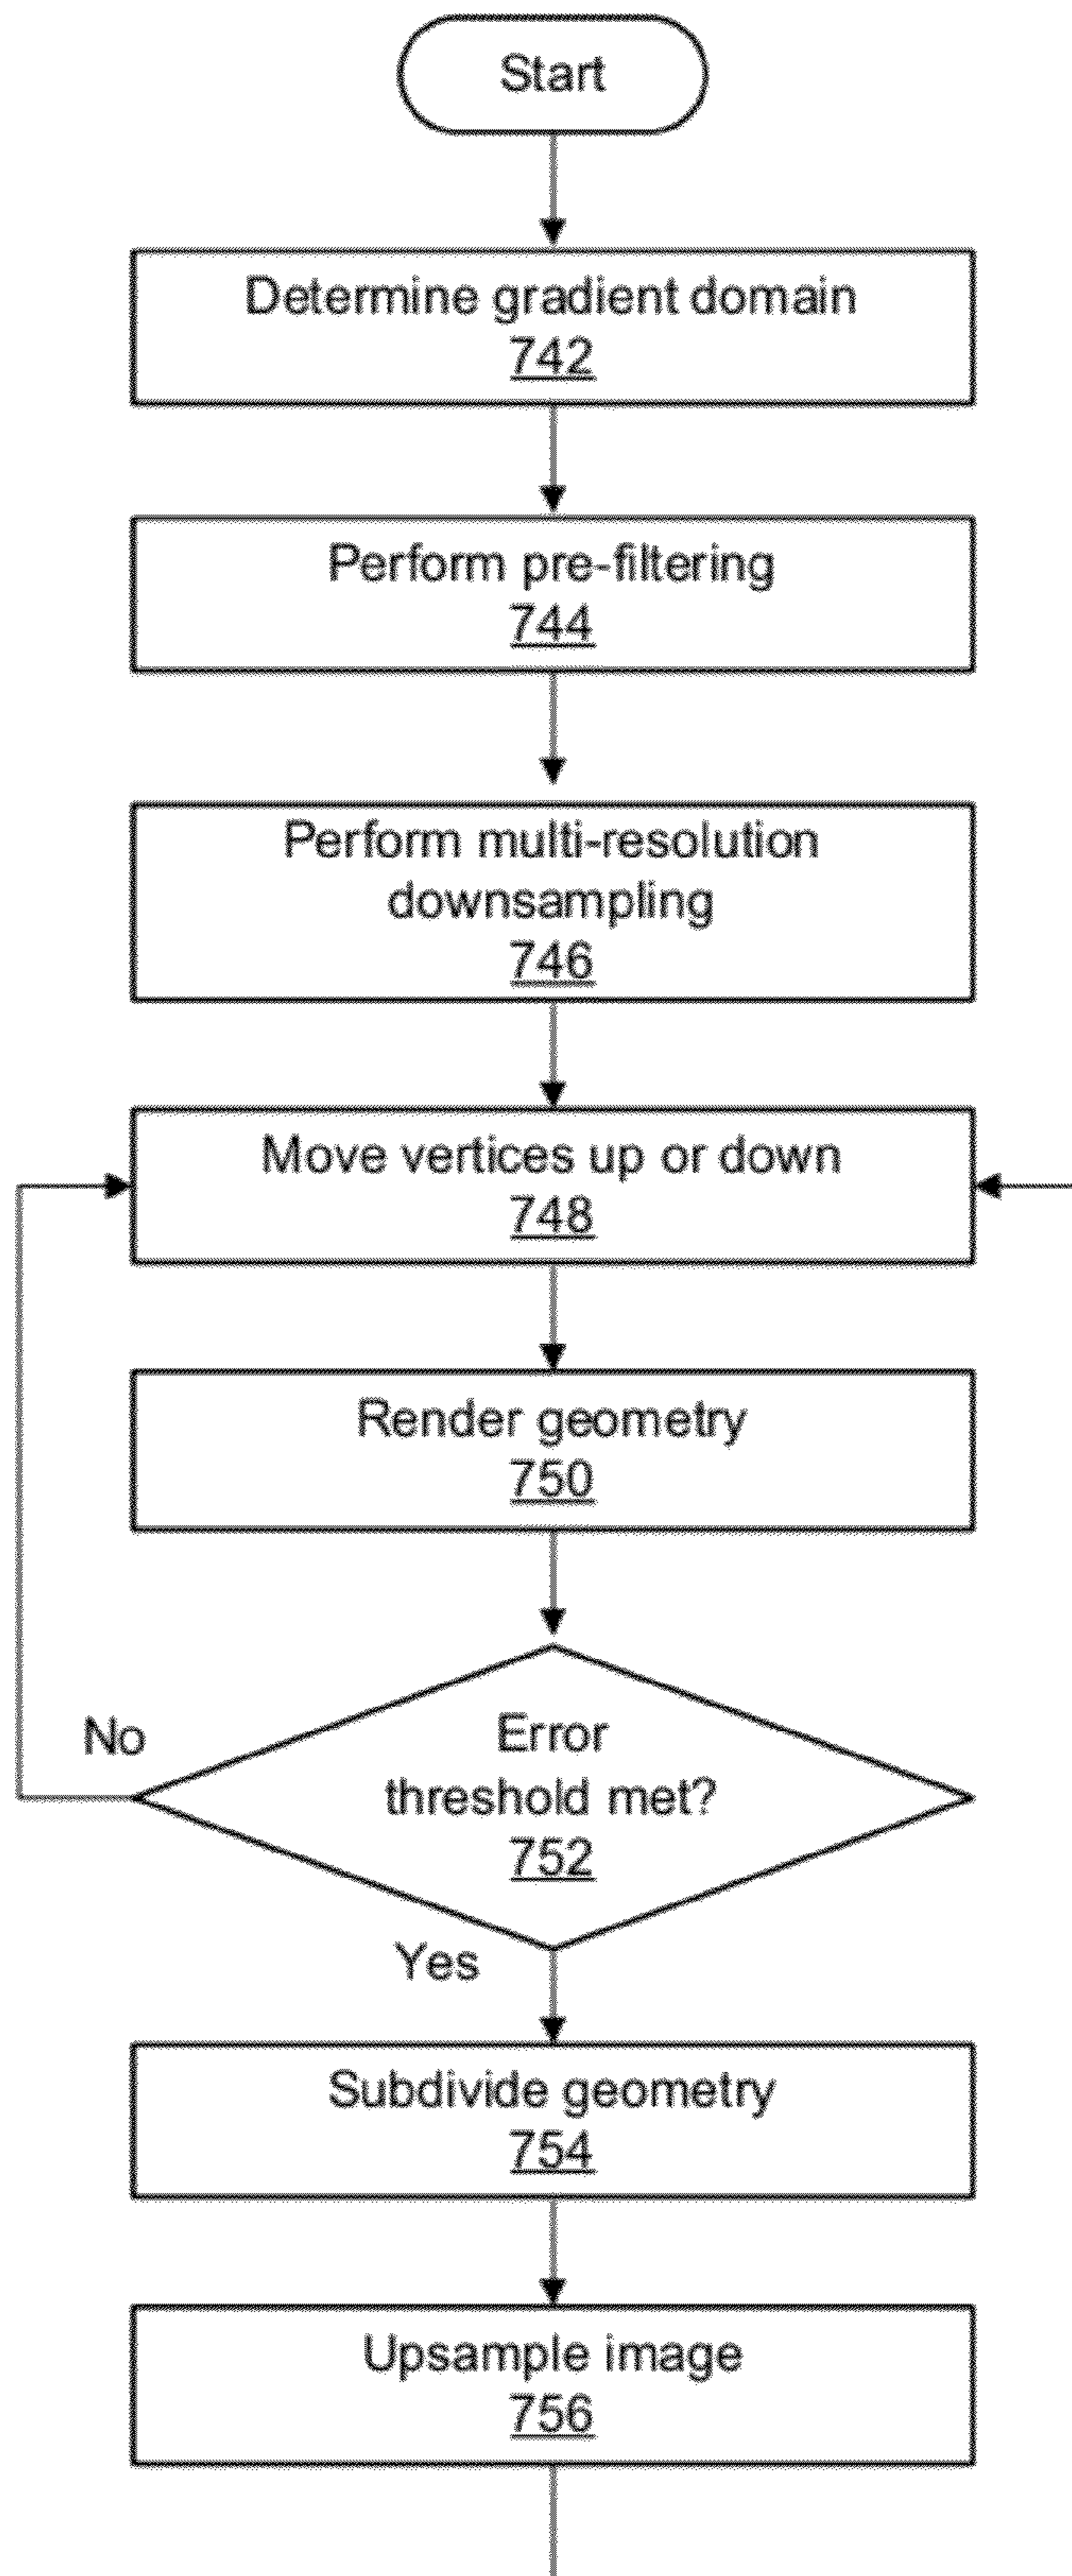 Start
Determine gradient domain
742
Perform pre-filtering
744
Perform multi-resolution
downsampling
746
Move vertices up or down
748
Render geometry
750
No
Error
threshold met?
752
Yes
Subdivide geometry
754
Upsample image
756